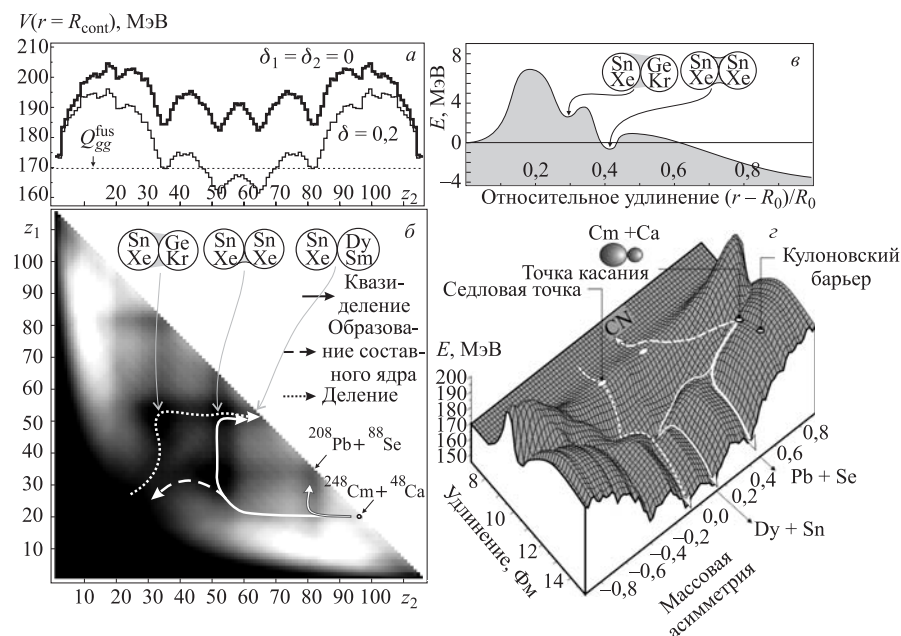 V(r = R_cont), МэВ
а
δ₁ = δ₂ = 0
δ = 0,2
Q_gg^fus
210
200
190
180
170
160
20 30 40 50 60 70 80 90 100 z₂
в
E, МэВ
8
4
0
−4
Sn Ge
Xe Kr
Sn Sn
Xe Xe
0,2 0,4 0,6 0,8
Относительное удлинение (r − R₀)/R₀
б
z₁
100
90
80
70
60
50
40
30
20
10
Sn Ge
Xe Kr
Sn Sn
Xe Xe
Sn Dy
Xe Sm
Квази-
деление
Образова-
ние состав-
ного ядра
Деление
²⁰⁸Pb + ⁸⁸Se
²⁴⁸Cm + ⁴⁸Ca
10 20 30 40 50 60 70 80 90 100 z₂
г
Cm +Ca
Точка касания
Кулоновский
барьер
Седловая точка
CN
E, МэВ
200
190
180
170
160
150
Удлинение, Фм
8
10
12
14
0,8
0,6
0,4
0,2
0,0
−0,2
−0,4
−0,6
−0,8
Pb + Se
Dy + Sn
Массовая
асимметрия